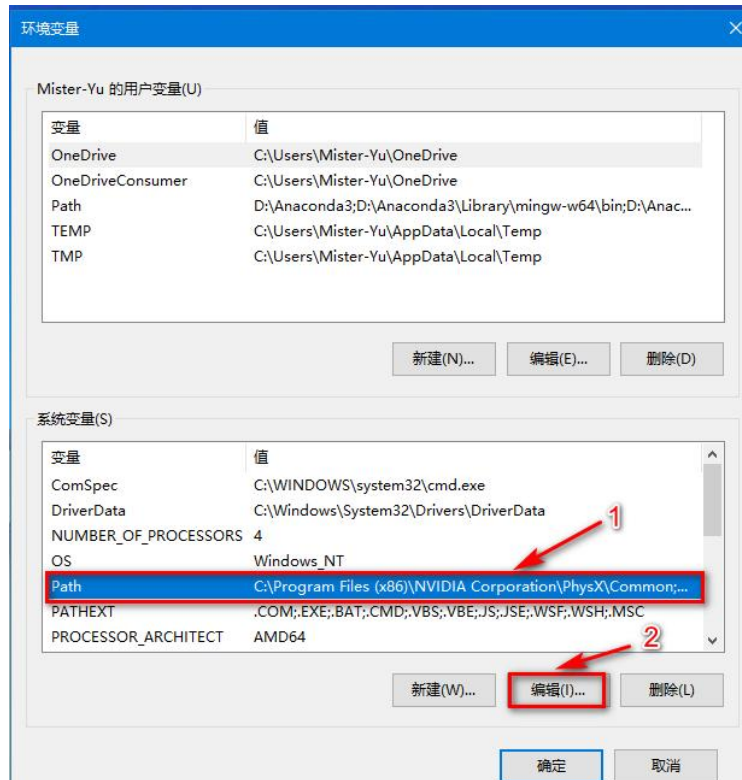 环境变量
Mister-Yu 的用户变量(U)
变量 值
OneDrive C:\Users\Mister-Yu\OneDrive
OneDriveConsumer C:\Users\Mister-Yu\OneDrive
Path D:\Anaconda3;D:\Anaconda3\Library\mingw-w64\bin;D:\Anac...
TEMP C:\Users\Mister-Yu\AppData\Local\Temp
TMP C:\Users\Mister-Yu\AppData\Local\Temp
新建(N)... 编辑(E)... 删除(D)
系统变量(S)
变量 值
ComSpec C:\WINDOWS\system32\cmd.exe
DriverData C:\Windows\System32\Drivers\DriverData
1
NUMBER_OF_PROCESSORS 4
OS Windows_NT
Path C:\Program Files (x86)\NVIDIA Corporation\PhysX\Common;...
PATHEXT .COM;.EXE;.BAT;.CMD;.VBS;.VBE;.JS;.JSE;.WSF;.WSH;.MSC
PROCESSOR_ARCHITECT AMD64
2
新建(W)... 编辑(I)... 删除(L)
确定 取消